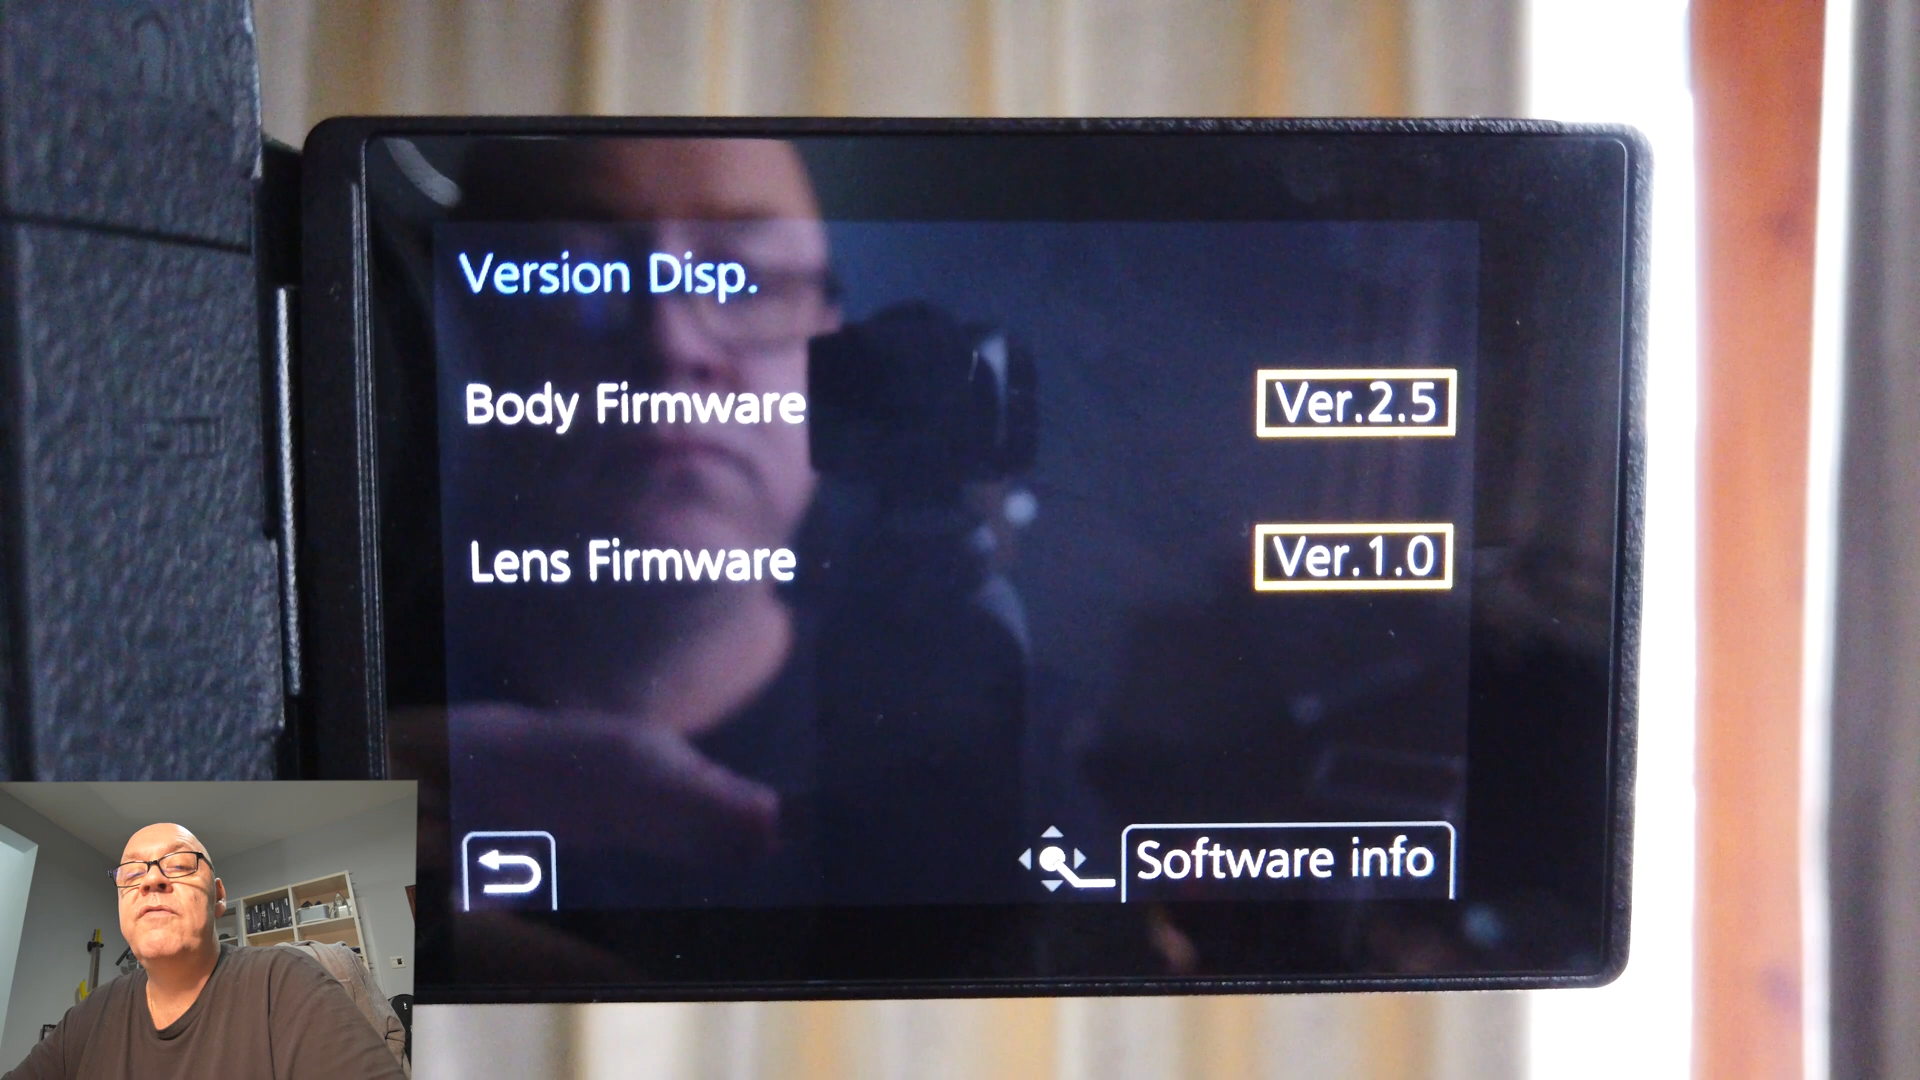 Version Disp.
Body Firmware Ver.2.5
Lens Firmware Ver.1.0
Software info